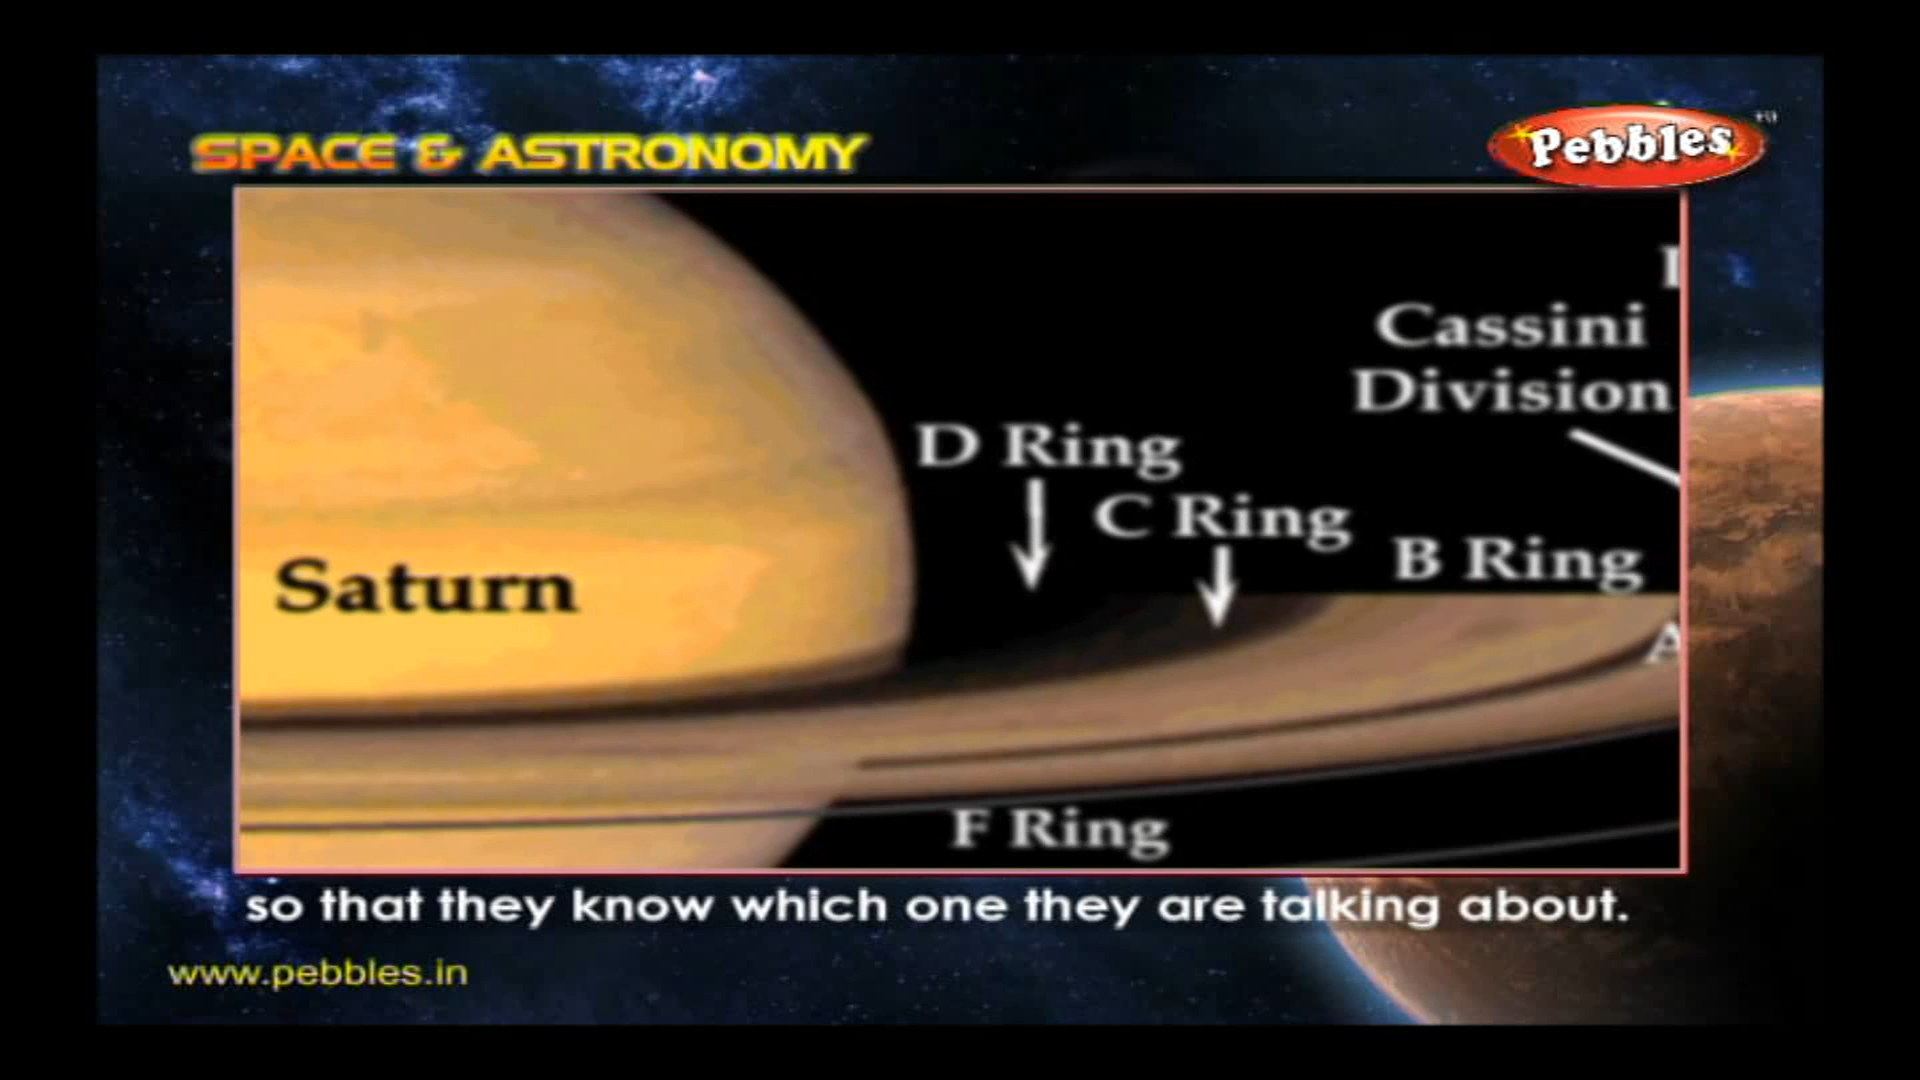 SPACE & ASTRONOMY
Pebbles
Cassini
Division
D Ring
C Ring
B Ring
Saturn
A
F Ring
so that they know which one they are talking about.
www.pebbles.in